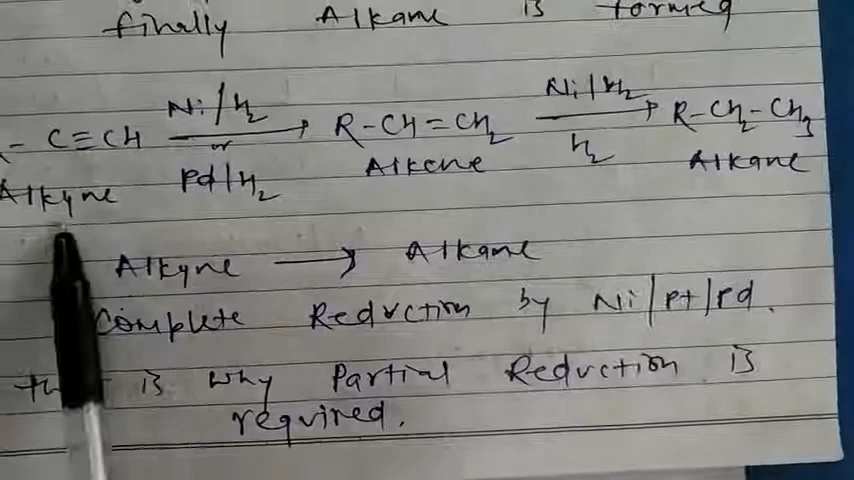 finally Alkane is formed
- C≡CH Ni/H2 or Pd/H2 → R-CH=CH2 Ni/H2 H2 → R-CH2-CH3
Alkyne Alkene Alkane
Alkyne → Alkane
Complete Reduction by Ni/Pt/Pd.
is why Partial Reduction is
required.